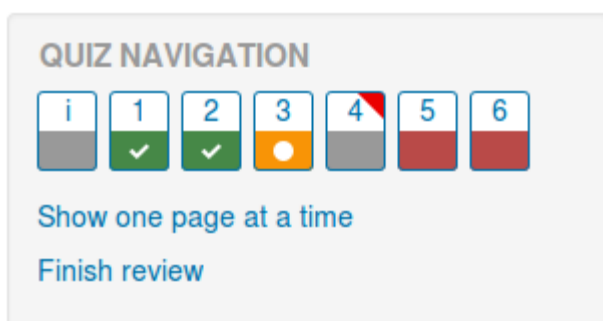 QUIZ NAVIGATION
i 1 2 3 4 5 6
Show one page at a time
Finish review